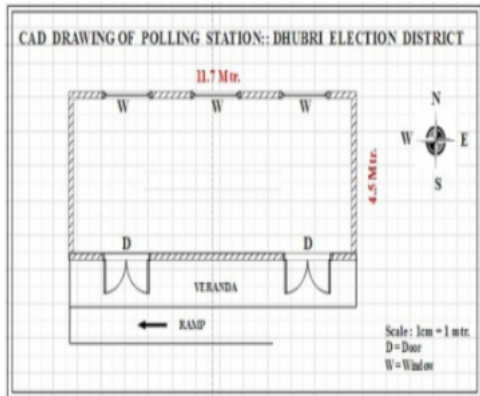 CAD DRAWING OF POLLING STATION:: DHUBRI ELECTION DISTRICT
11.7 Mtr.
W W W
N
W E
S
4.5 Mtr.
D D
VERANDA
RAMP
Scale : 1cm = 1 mtr.
D = Door
W = Window